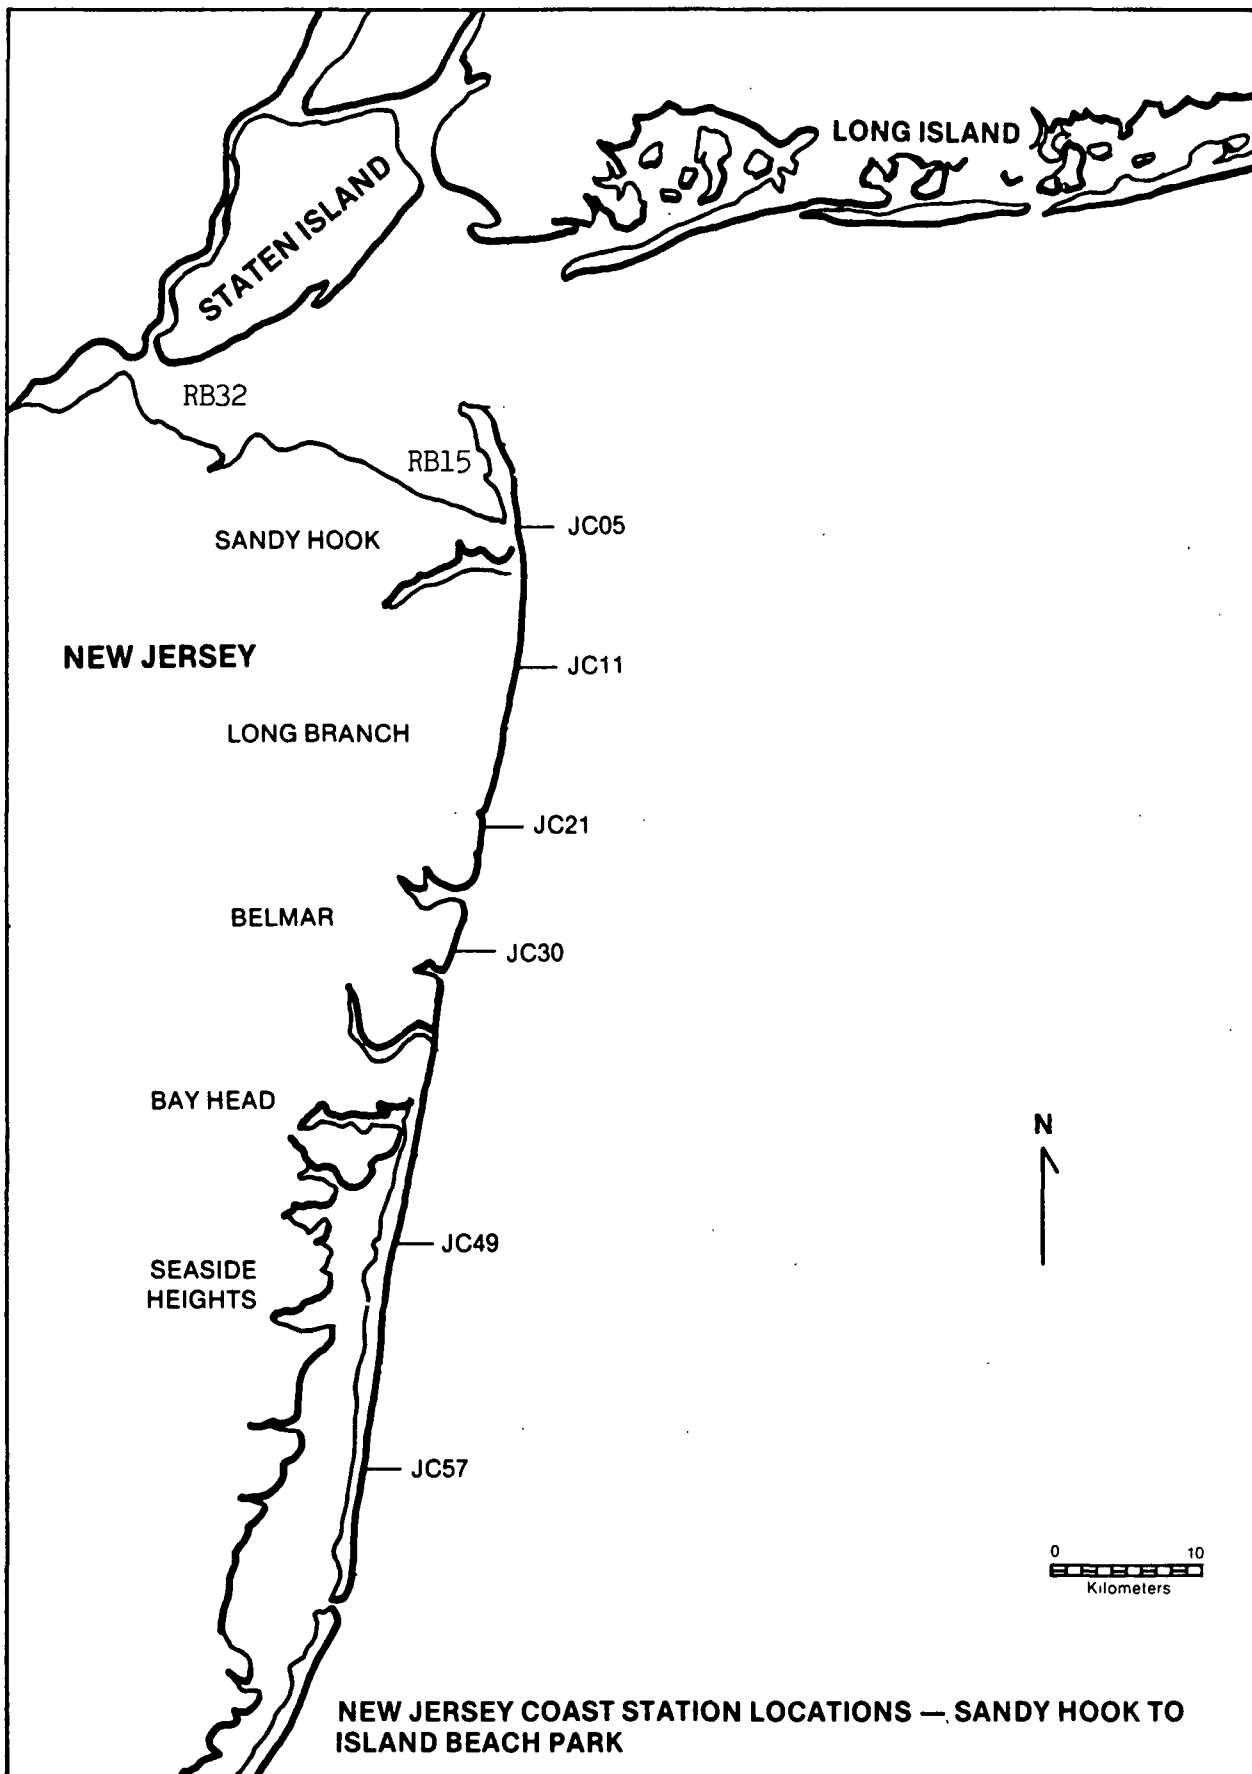 LONG ISLAND
STATEN ISLAND
RB32
RB15
JC05
SANDY HOOK
NEW JERSEY
JC11
LONG BRANCH
JC21
BELMAR
JC30
BAY HEAD
N
JC49
SEASIDE
HEIGHTS
JC57
0 10
Kilometers
NEW JERSEY COAST STATION LOCATIONS — SANDY HOOK TO
ISLAND BEACH PARK